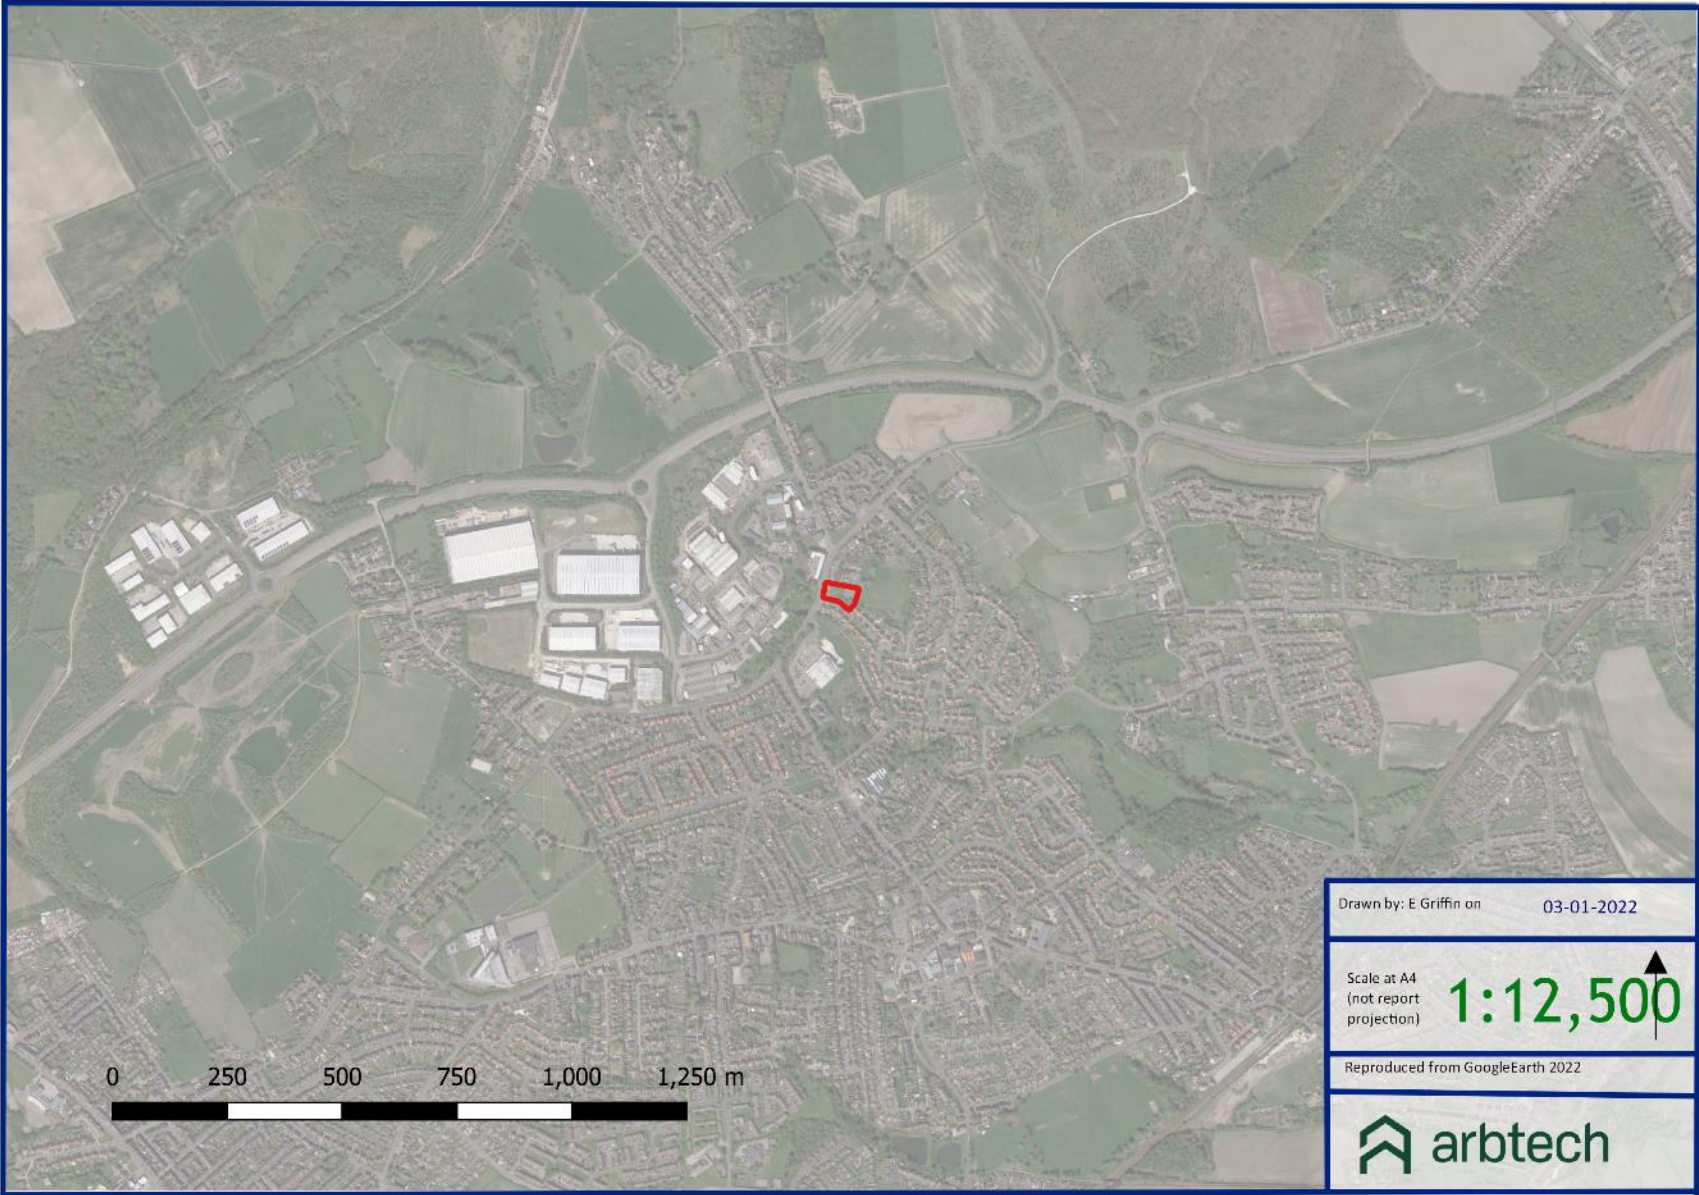 Drawn by: E Griffin on 03-01-2022
Scale at A4
(not report
projection)
1:12,500
Reproduced from GoogleEarth 2022
0 250 500 750 1,000 1,250 m
arbtech